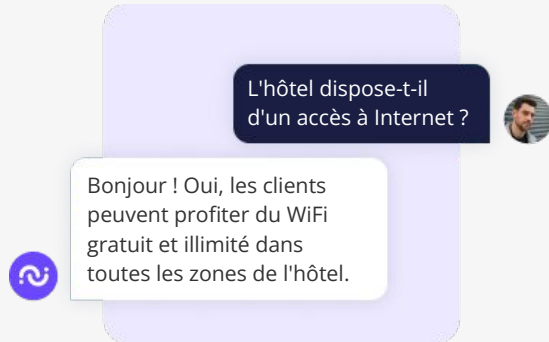 L'hôtel dispose-t-il
d'un accès à Internet ?
Bonjour ! Oui, les clients
peuvent profiter du WiFi
gratuit et illimité dans
toutes les zones de l'hôtel.